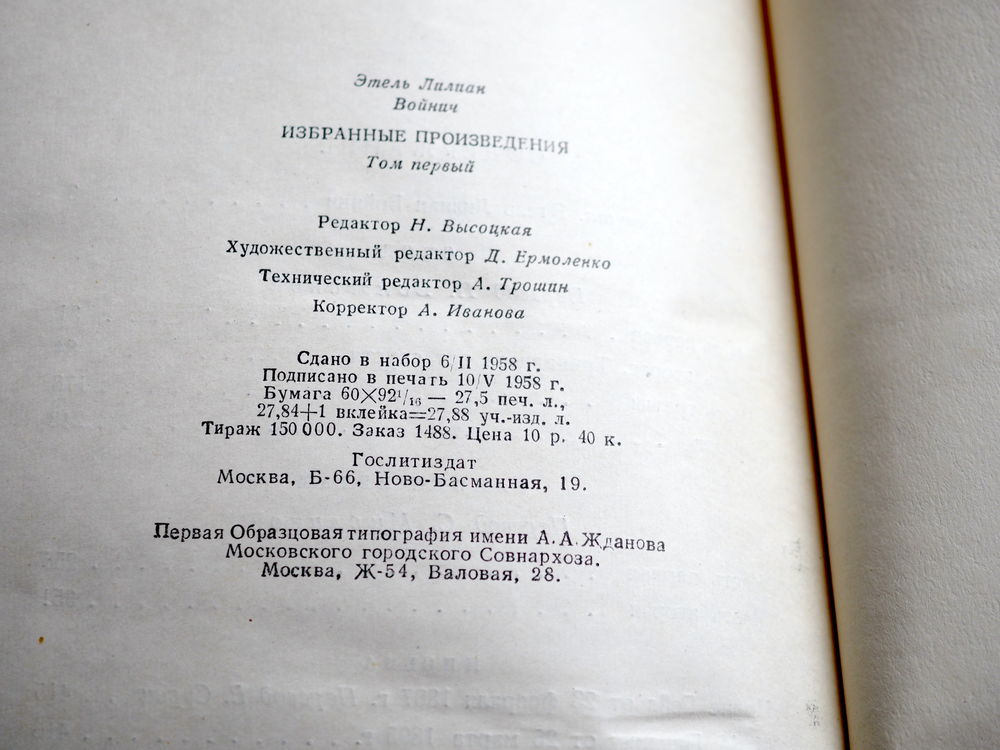 Этель Лилиан
Войнич
ИЗБРАННЫЕ ПРОИЗВЕДЕНИЯ
Том первый
Редактор Н. Высоцкая
Художественный редактор Д. Ермоленко
Технический редактор А. Трошин
Корректор А. Иванова
Сдано в набор 6/II 1958 г.
Подписано в печать 10/V 1958 г.
Бумага 60×92¹/₁₆ — 27,5 печ. л.,
27,84+1 вклейка=27,88 уч.-изд. л.
Тираж 150 000. Заказ 1488. Цена 10 р. 40 к.
Гослитиздат
Москва, Б-66, Ново-Басманная, 19.
Первая Образцовая типография имени А. А. Жданова
Московского городского Совнархоза.
Москва, Ж-54, Валовая, 28.